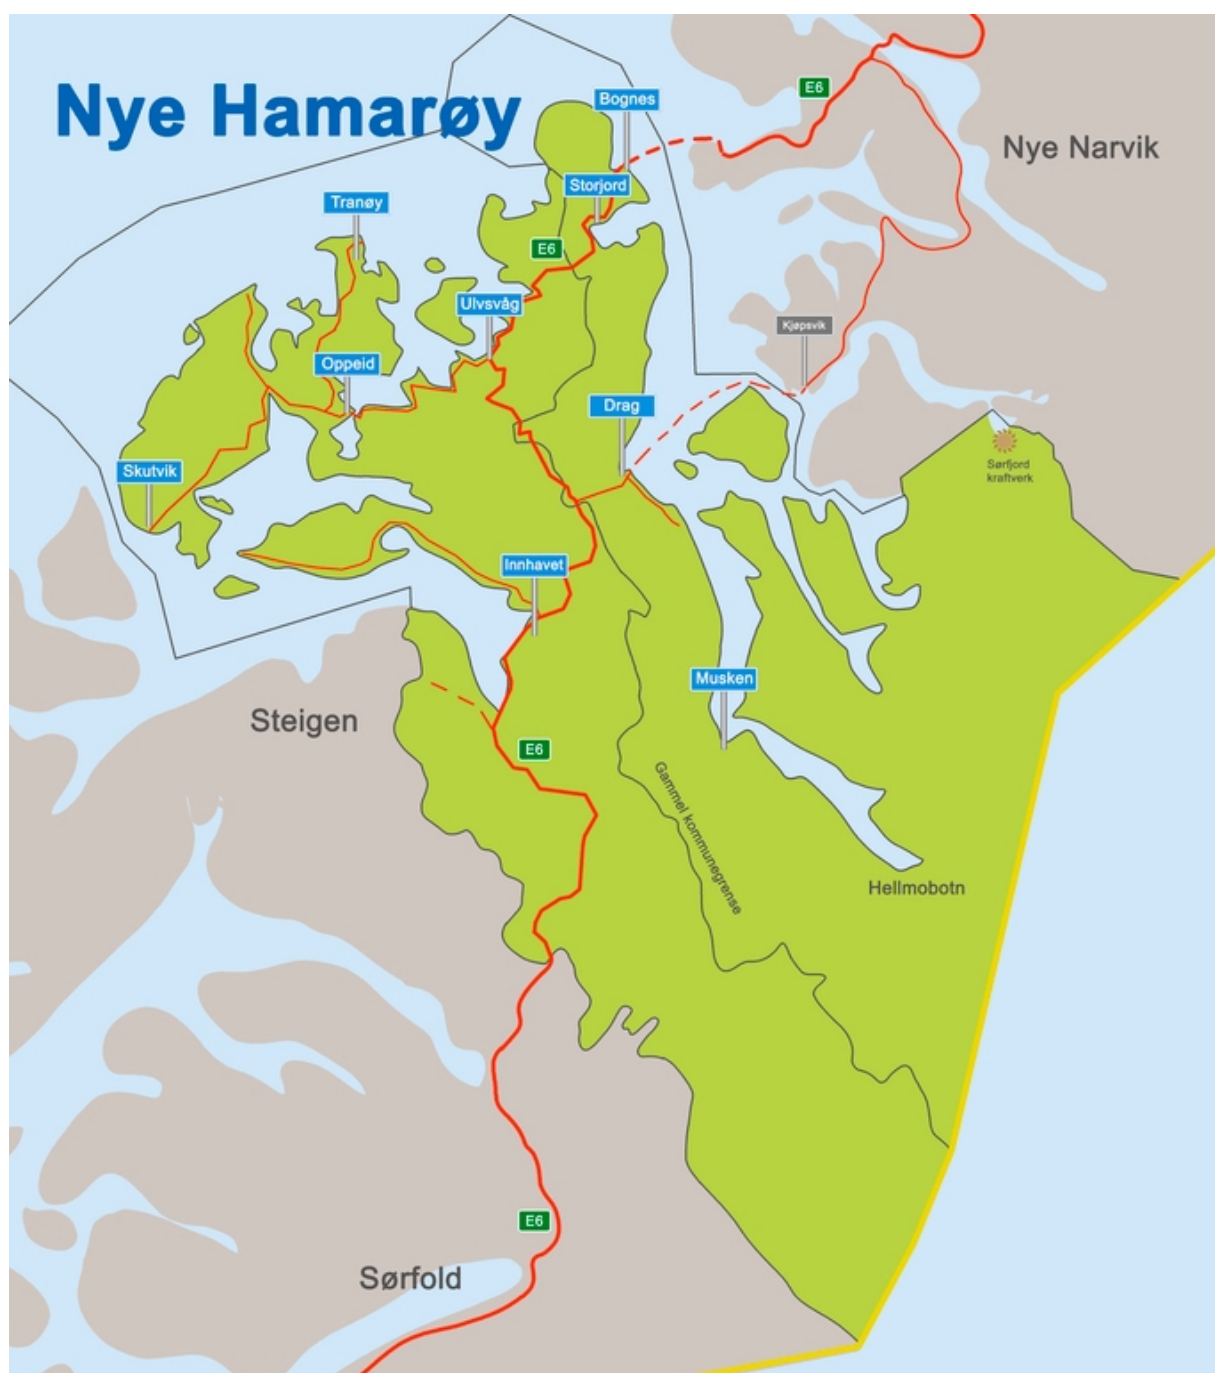 Nye Hamarøy
E6
Bognes
Nye Narvik
Storjord
Tranøy
E6
Ulvsvåg
Kjøpsvik
Oppeid
Drag
Skutvik
Sørfjord
kraftverk
Innhavet
Musken
Steigen
E6
Gammel kommunegrense
Hellmobotn
E6
Sørfold